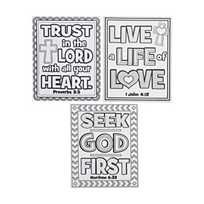 TRUST
in the
LORD
with all your
HEART.
Proverbs 3:5
LIVE
a LIFE of
LOVE
1 John 4:12
SEEK
GOD
FIRST
Matthew 6:33